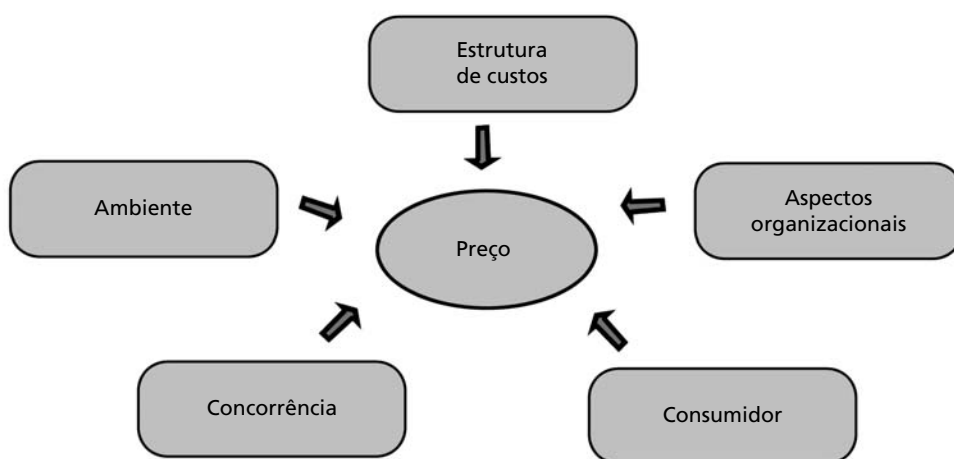 Estrutura
de custos
Ambiente
Aspectos
organizacionais
Preço
Concorrência
Consumidor